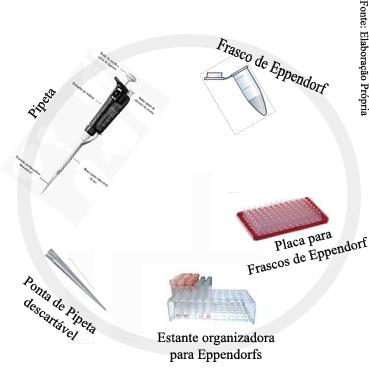 Fonte: Elaboração Própria
Frasco de Eppendorf
Pipeta
Placa para
Frascos de Eppendorf
Ponta de Pipeta
descartável
Estante organizadora
para Eppendorfs